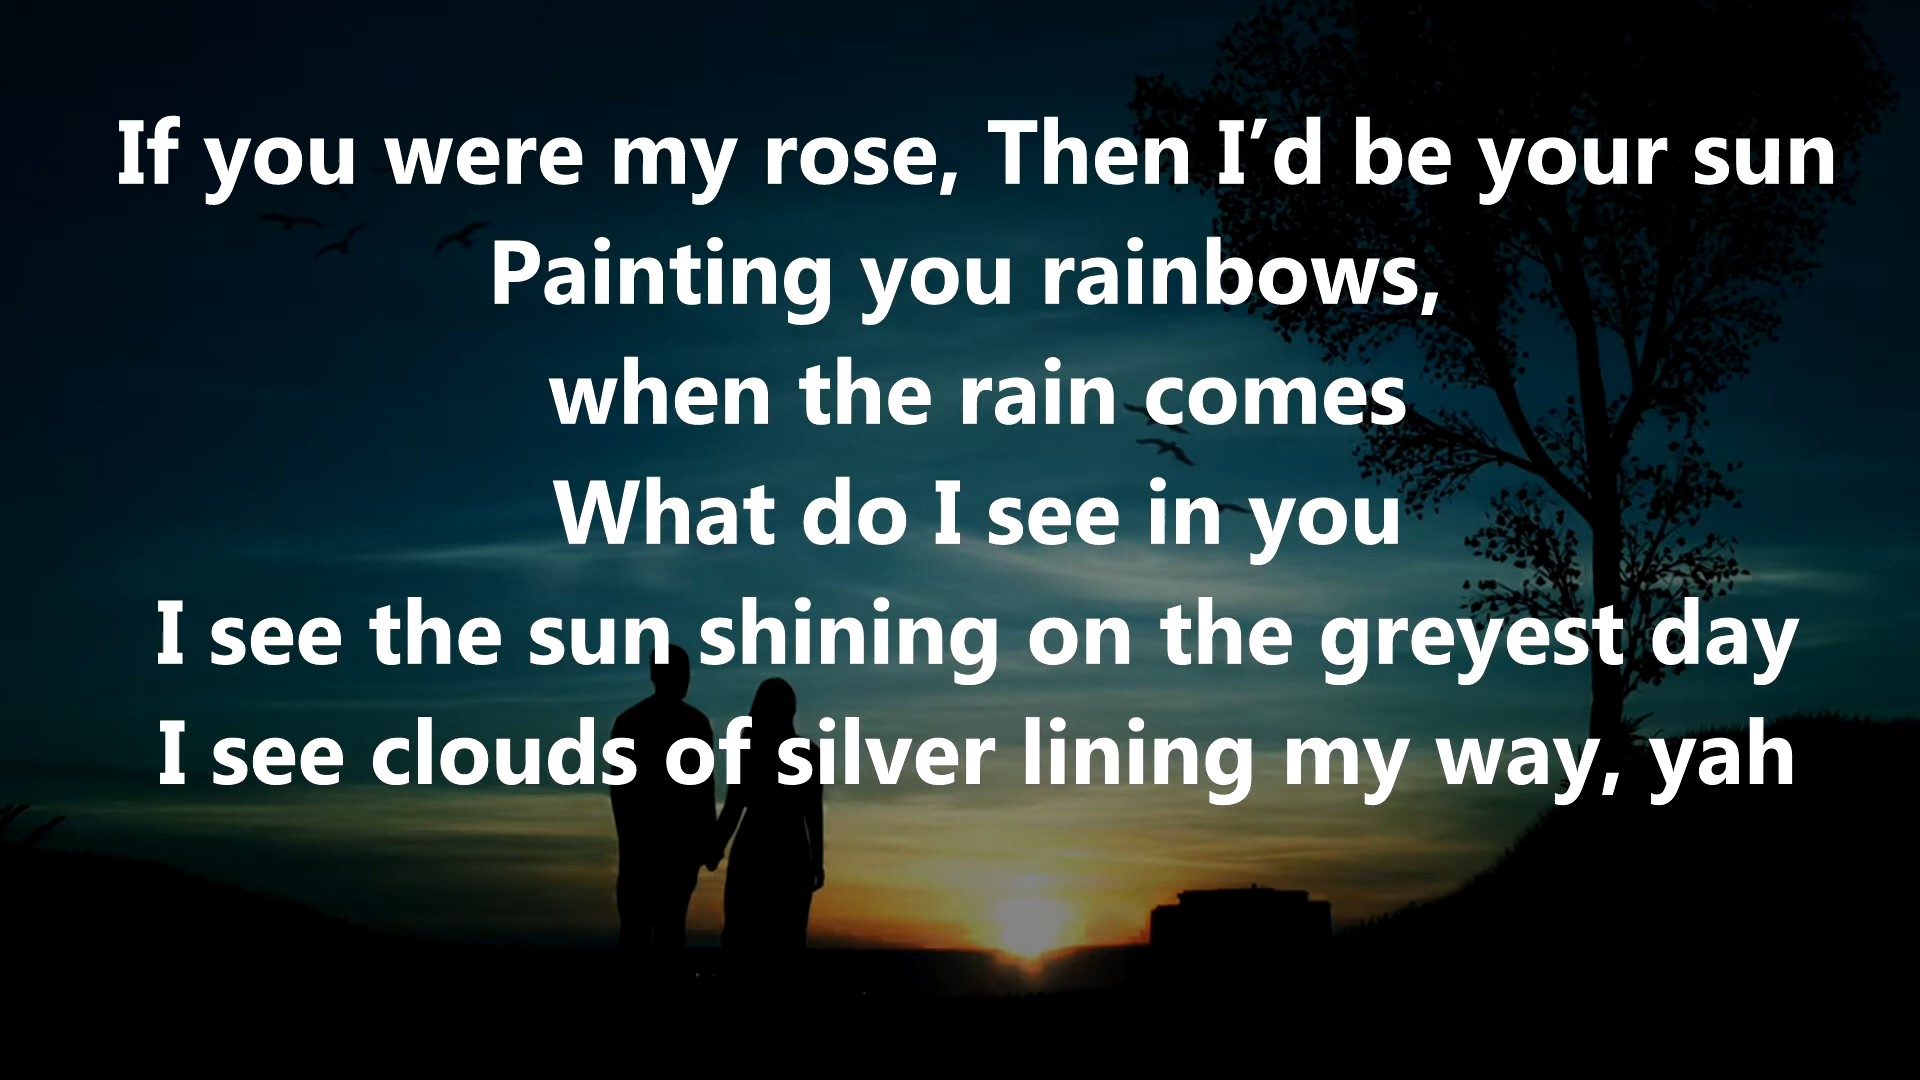 If you were my rose, Then I’d be your sun
Painting you rainbows,
when the rain comes
What do I see in you
I see the sun shining on the greyest day
I see clouds of silver lining my way, yah